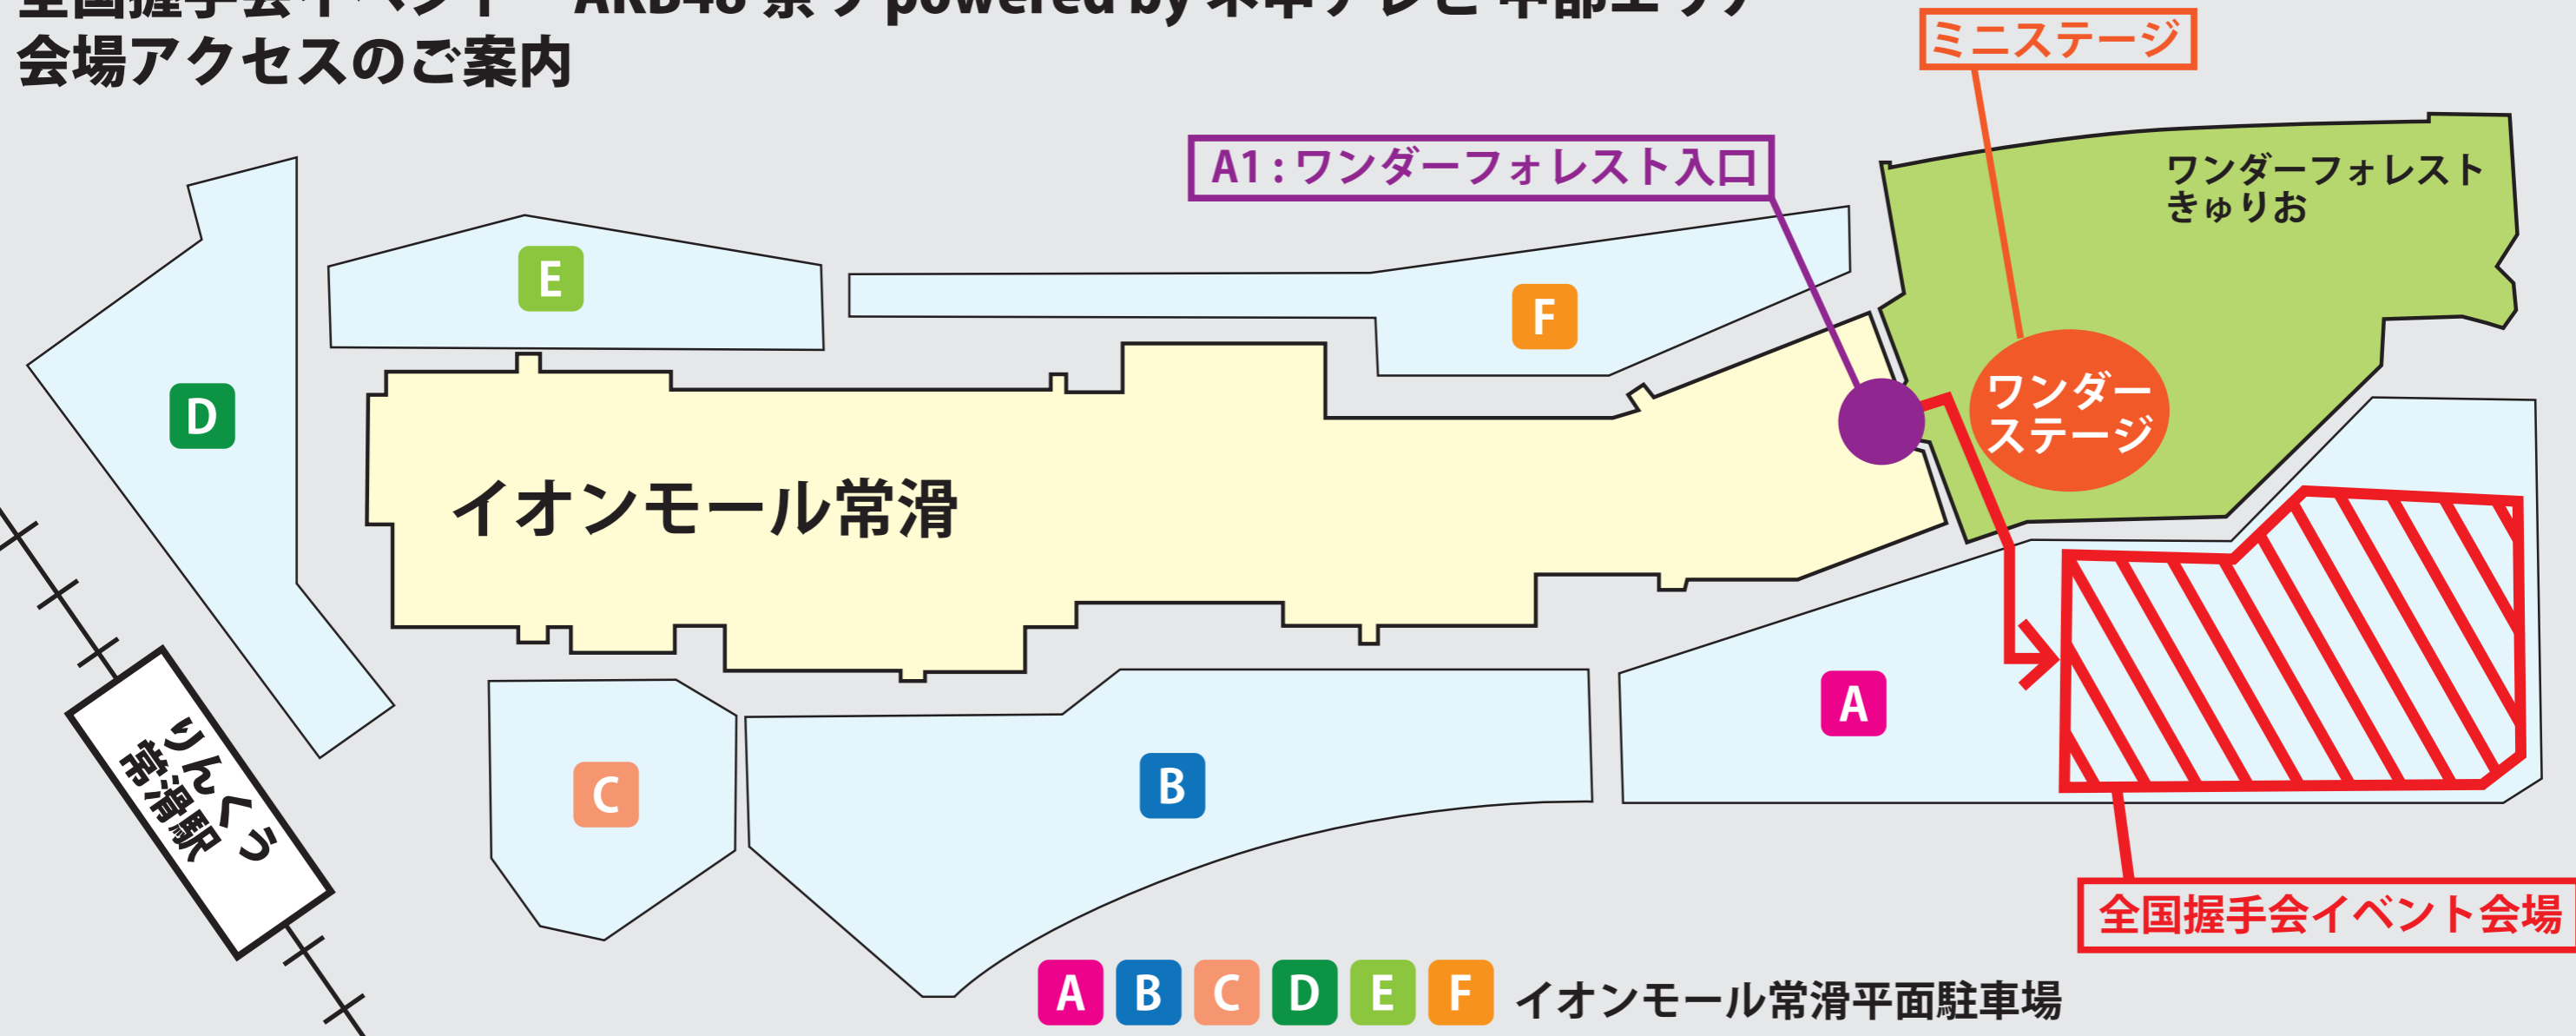 会場アクセスのご案内
ミニステージ
A1 : ワンダーフォレスト入口
ワンダーフォレスト
きゅりお
E
F
D
ワンダー
ステージ
イオンモール常滑
A
B
C
りんくう
常滑駅
全国握手会イベント会場
A B C D E F イオンモール常滑平面駐車場